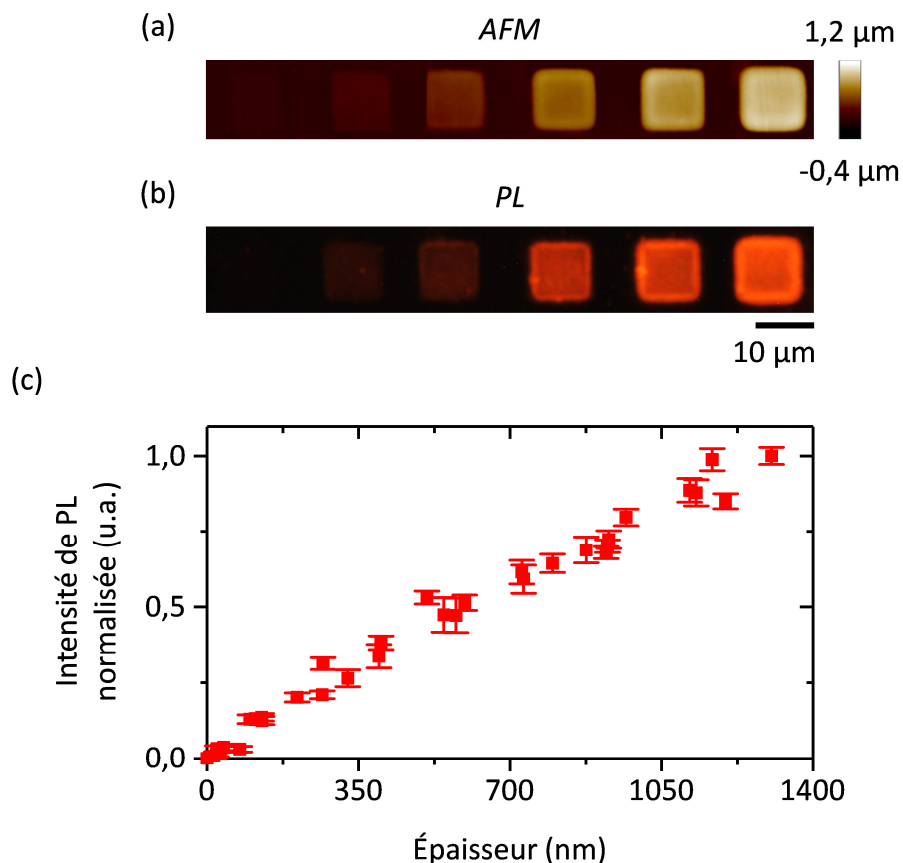 (a)
AFM
1,2 µm
-0,4 µm
(b)
PL
10 µm
(c)
Intensité de PL
normalisée (u.a.)
1,0
0,5
0,0
0
350
700
1050
1400
Épaisseur (nm)